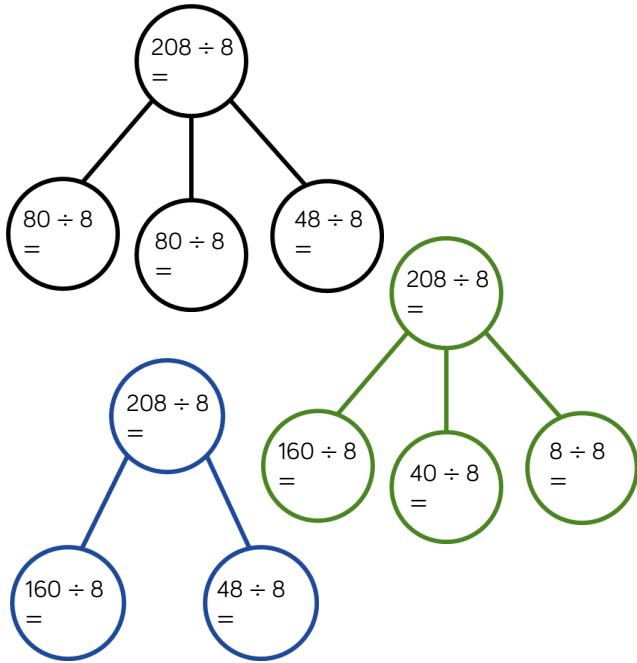 208 ÷ 8
=
80 ÷ 8
=
80 ÷ 8
=
48 ÷ 8
=
208 ÷ 8
=
160 ÷ 8
=
40 ÷ 8
=
8 ÷ 8
=
208 ÷ 8
=
160 ÷ 8
=
48 ÷ 8
=